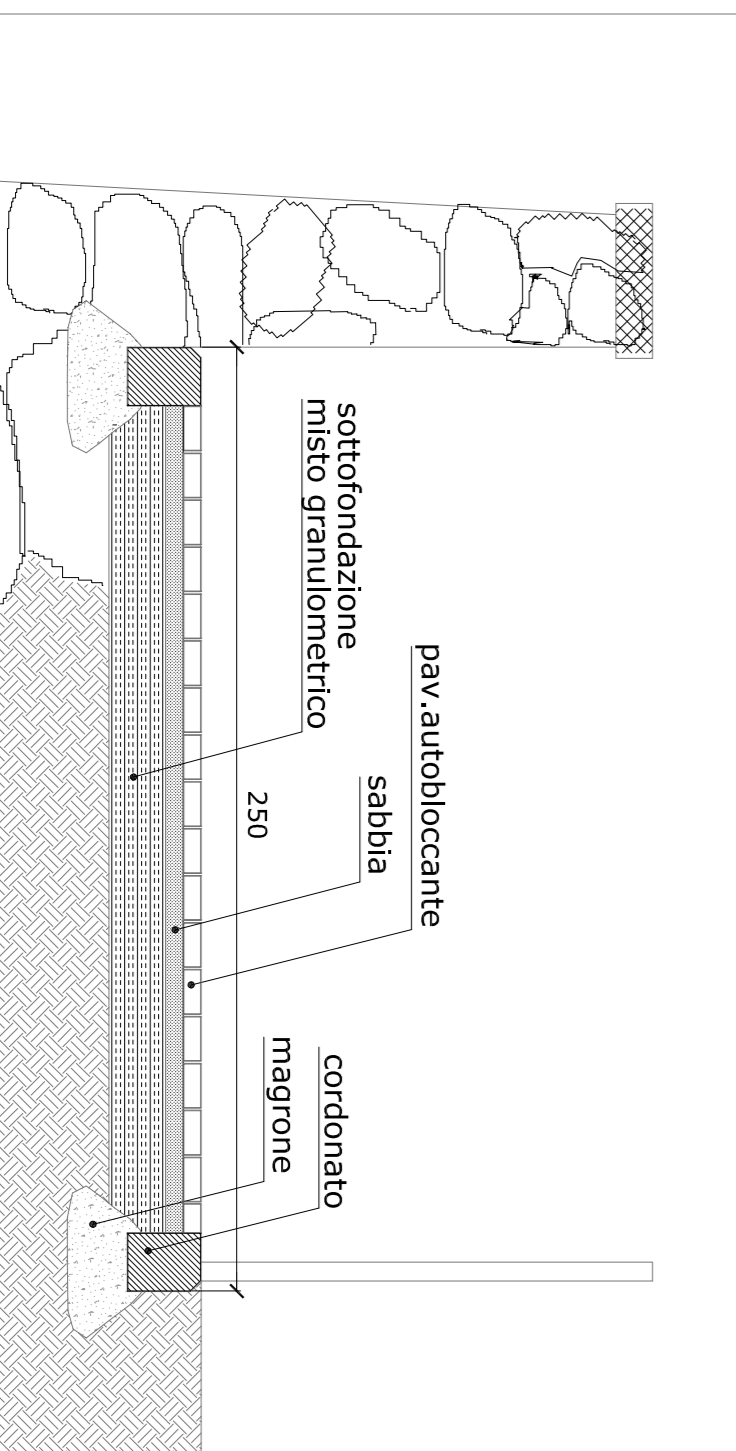 sottofondazione
misto granulometrico
pav.autobloccante
sabbia
250
cordonato
magrone